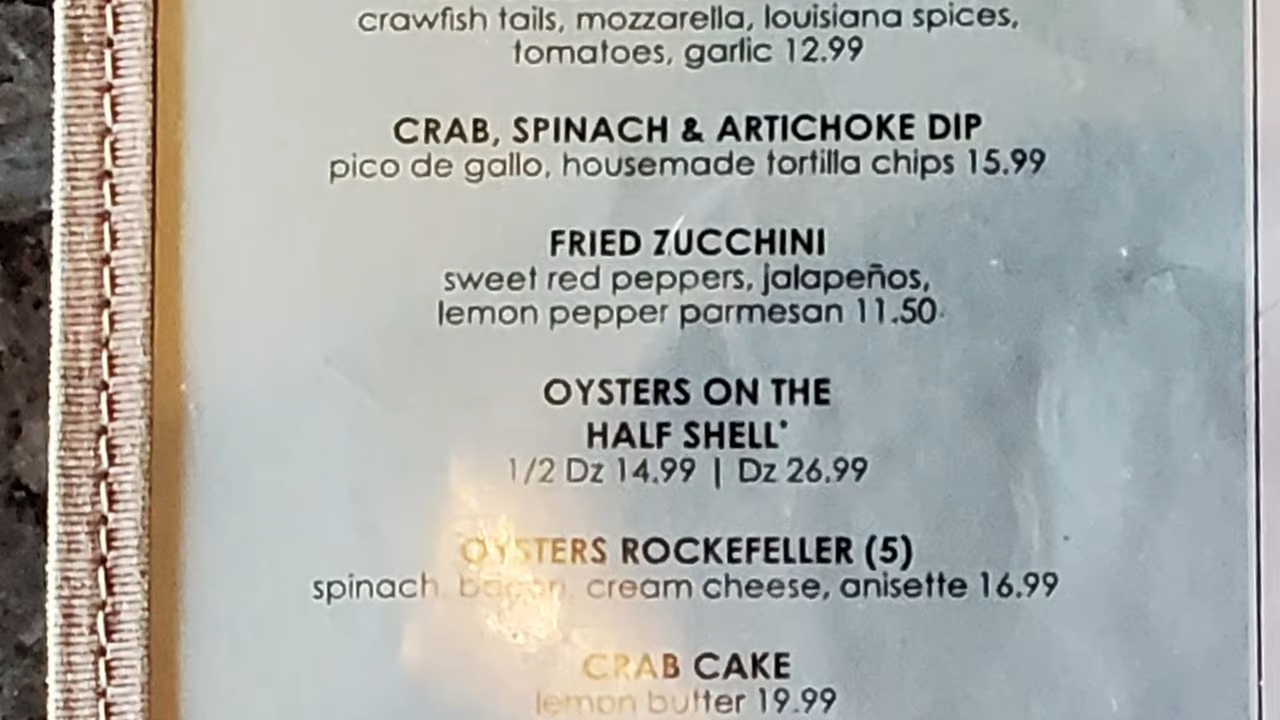 crawfish tails, mozzarella, louisiana spices,
tomatoes, garlic 12.99
CRAB, SPINACH & ARTICHOKE DIP
pico de gallo, housemade tortilla chips 15.99
FRIED ZUCCHINI
sweet red peppers, jalapeños,
lemon pepper parmesan 11.50
OYSTERS ON THE
HALF SHELL*
1/2 Dz 14.99 | Dz 26.99
OYSTERS ROCKEFELLER (5)
spinach, bacon, cream cheese, anisette 16.99
CRAB CAKE
lemon butter 19.99